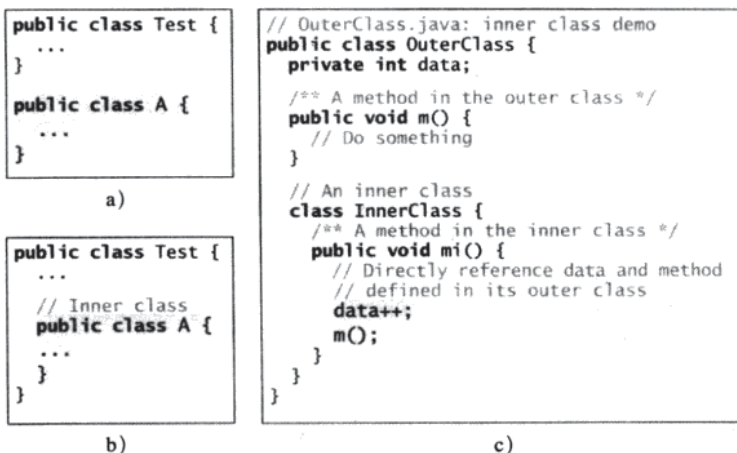 public class Test {
...
}
public class A {
...
}
a)
public class Test {
...
// Inner class
public class A {
...
}
}
b)
// OuterClass.java: inner class demo
public class OuterClass {
private int data;
/** A method in the outer class */
public void m() {
// Do something
}
// An inner class
class InnerClass {
/** A method in the inner class */
public void mi() {
// Directly reference data and method
// defined in its outer class
data++;
m();
}
}
}
c)